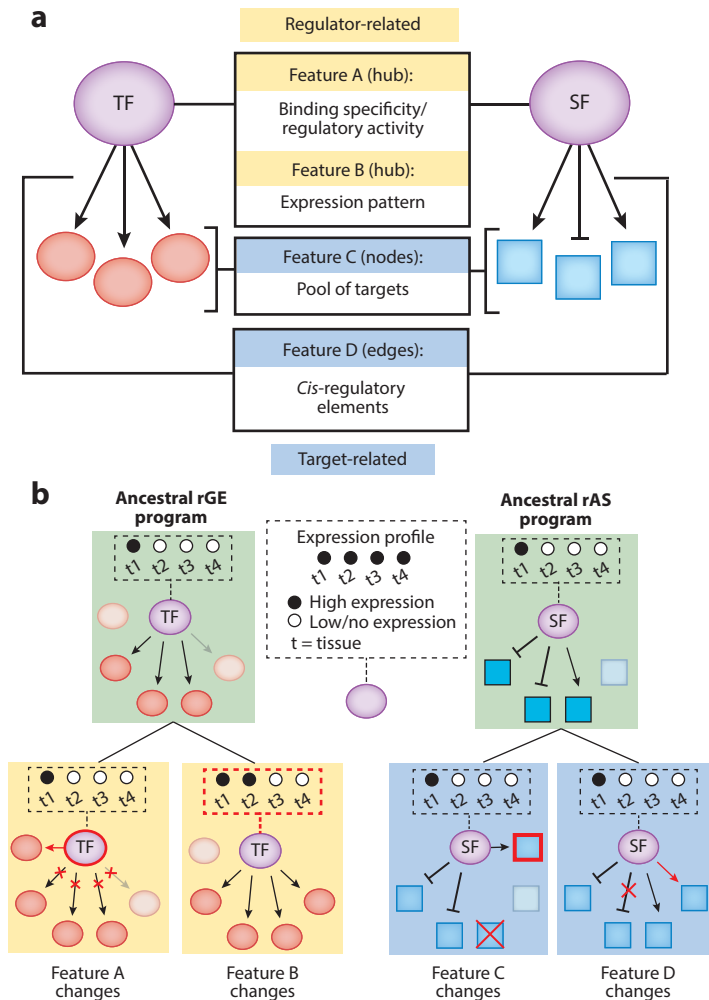 a
Regulator-related
TF
Feature A (hub):
Binding specificity/
regulatory activity
Feature B (hub):
Expression pattern
SF
Feature C (nodes):
Pool of targets
Feature D (edges):
Cis-regulatory
elements
Target-related
b
Ancestral rGE
program
t1 t2 t3 t4
TF
Expression profile
t1 t2 t3 t4
High expression
Low/no expression
t = tissue
Ancestral rAS
program
t1 t2 t3 t4
SF
t1 t2 t3 t4
TF
Feature A
changes
t1 t2 t3 t4
TF
Feature B
changes
t1 t2 t3 t4
SF
Feature C
changes
t1 t2 t3 t4
SF
Feature D
changes